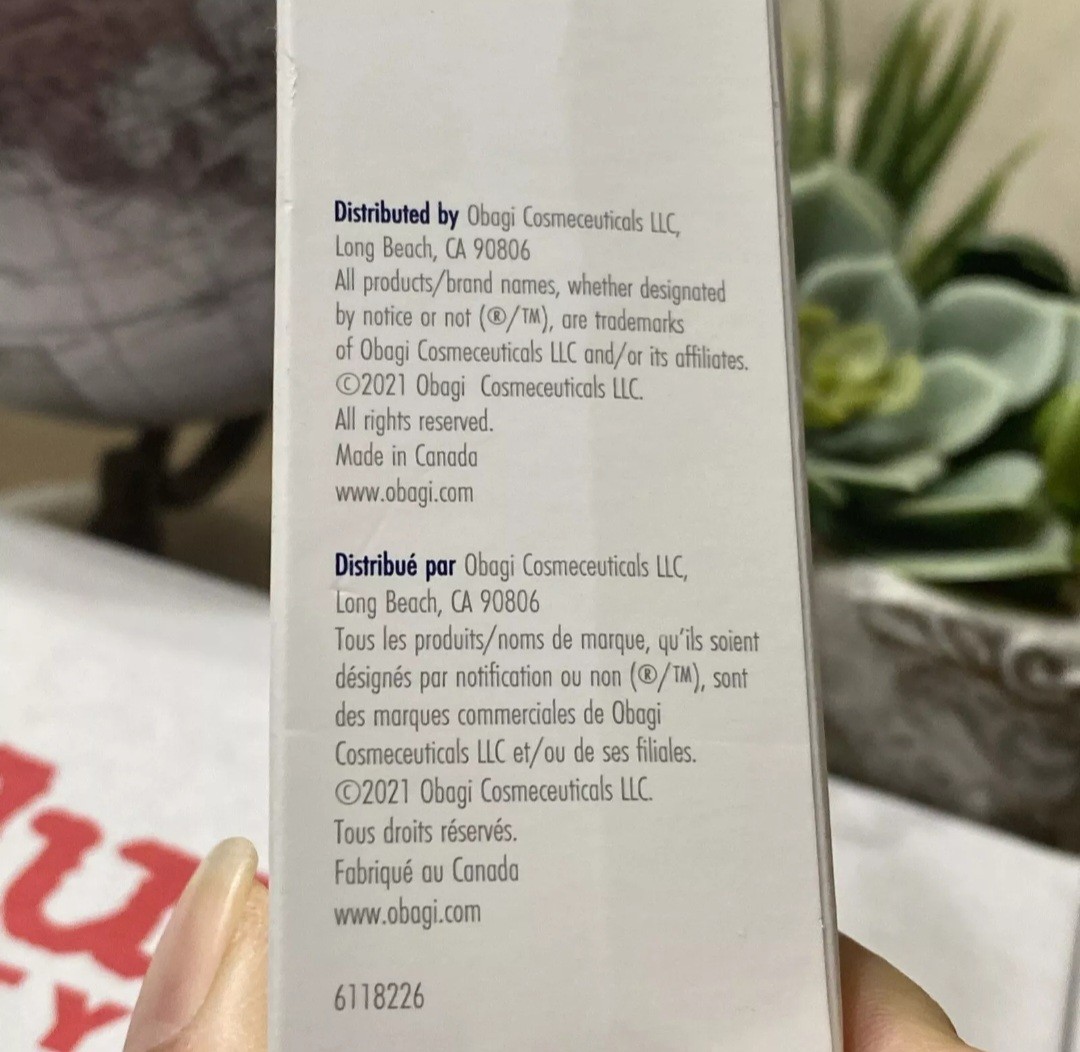 Distributed by Obagi Cosmeceuticals LLC,
Long Beach, CA 90806
All products/brand names, whether designated
by notice or not (®/TM), are trademarks
of Obagi Cosmeceuticals LLC and/or its affiliates.
©2021 Obagi Cosmeceuticals LLC.
All rights reserved.
Made in Canada
www.obagi.com
Distribué par Obagi Cosmeceuticals LLC,
Long Beach, CA 90806
Tous les produits/noms de marque, qu'ils soient
désignés par notification ou non (®/TM), sont
des marques commerciales de Obagi
Cosmeceuticals LLC et/ou de ses filiales.
©2021 Obagi Cosmeceuticals LLC.
Tous droits réservés.
Fabriqué au Canada
www.obagi.com
6118226